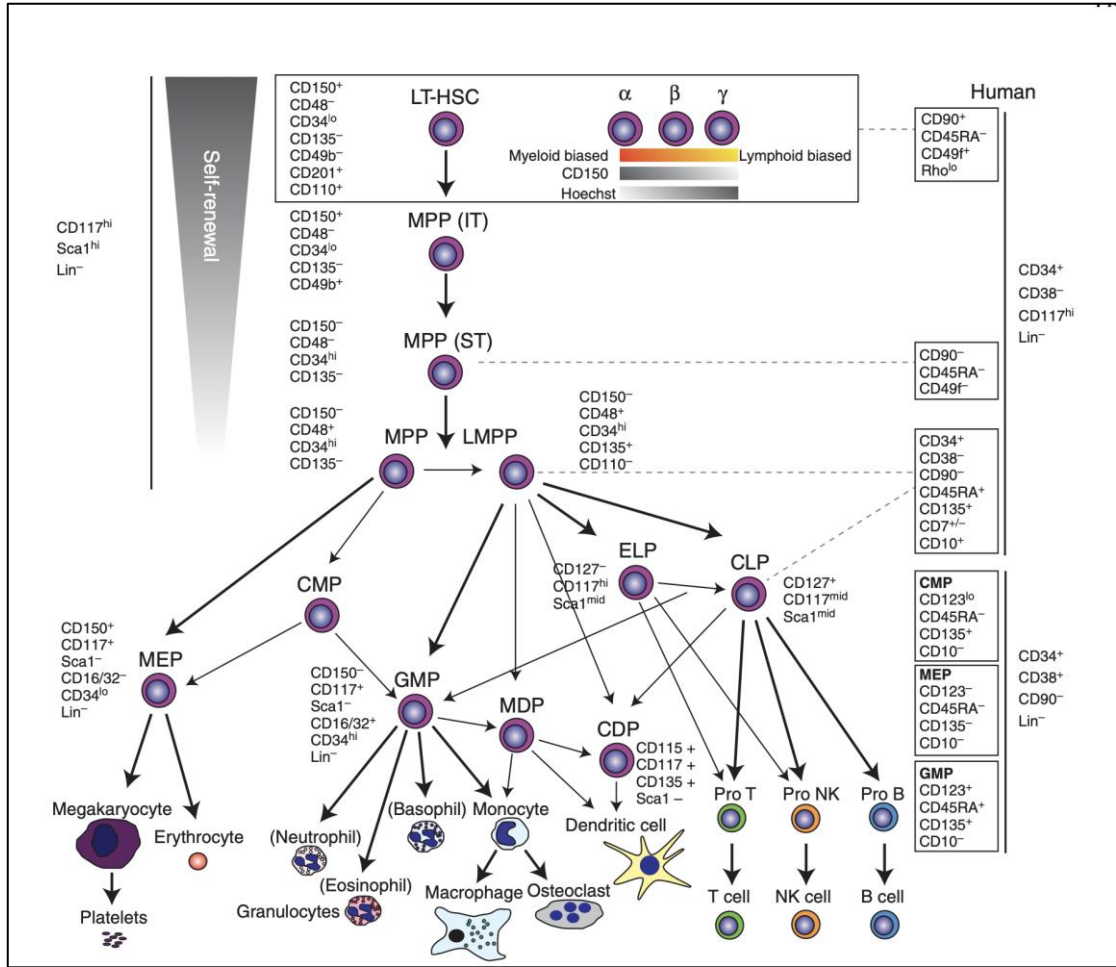 Human
CD117ʰⁱ
Sca1ʰⁱ
Lin⁻
Self-renewal
CD150⁺
CD48⁻
CD34ˡᵒ
CD135⁻
CD49b⁻
CD201⁺
CD110⁺
LT-HSC
α β γ
Myeloid biased Lymphoid biased
CD150
Hoechst
CD90⁺
CD45RA⁻
CD49f⁺
Rhoˡᵒ
CD150⁺
CD48⁻
CD34ˡᵒ
CD135⁻
CD49b⁺
MPP (IT)
CD34⁺
CD38⁻
CD117ʰⁱ
Lin⁻
CD150⁻
CD48⁻
CD34ʰⁱ
CD135⁻
MPP (ST)
CD90⁻
CD45RA⁻
CD49f⁻
CD150⁻
CD48⁺
CD34ʰⁱ
CD135⁻
MPP LMPP
CD150⁻
CD48⁺
CD34ʰⁱ
CD135⁺
CD110⁻
CD34⁺
CD38⁻
CD90⁻
CD45RA⁺
CD135⁺
CD7⁺ᐟ⁻
CD10⁺
CMP
ELP
CD127⁻
CD117ʰⁱ
Sca1ᵐⁱᵈ
CLP
CD127⁺
CD117ᵐⁱᵈ
Sca1ᵐⁱᵈ
CMP
CD123ˡᵒ
CD45RA⁻
CD135⁺
CD10⁻
MEP
CD123⁻
CD45RA⁻
CD135⁻
CD10⁻
GMP
CD123⁺
CD45RA⁺
CD135⁺
CD10⁻
CD34⁺
CD38⁺
CD90⁻
Lin⁻
CD150⁺
CD117⁺
Sca1⁻
CD16/32⁻
CD34ˡᵒ
Lin⁻
MEP
CD150⁻
CD117⁺
Sca1⁻
CD16/32⁺
CD34ʰⁱ
Lin⁻
GMP
MDP
CDP
CD115 +
CD117 +
CD135 +
Sca1 –
Megakaryocyte
Erythrocyte
Platelets
(Neutrophil)
(Eosinophil)
Granulocytes
(Basophil)
Monocyte
Macrophage
Osteoclast
Dendritic cell
Pro T Pro NK Pro B
T cell NK cell B cell